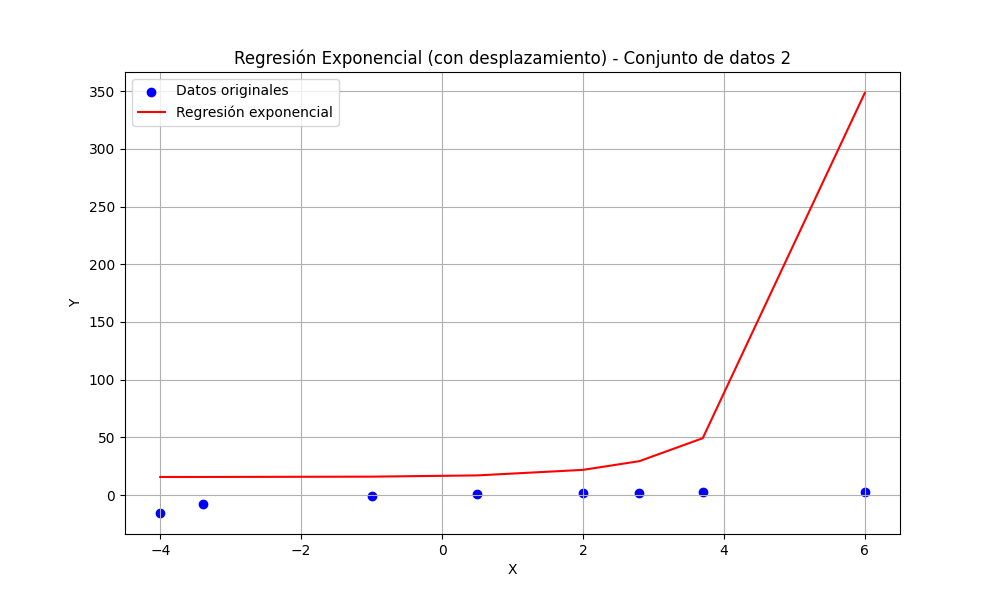 Regresión Exponencial (con desplazamiento) - Conjunto de datos 2
Datos originales
Regresión exponencial
350
300
250
200
150
100
50
0
Y
−4
−2
0
2
4
6
X